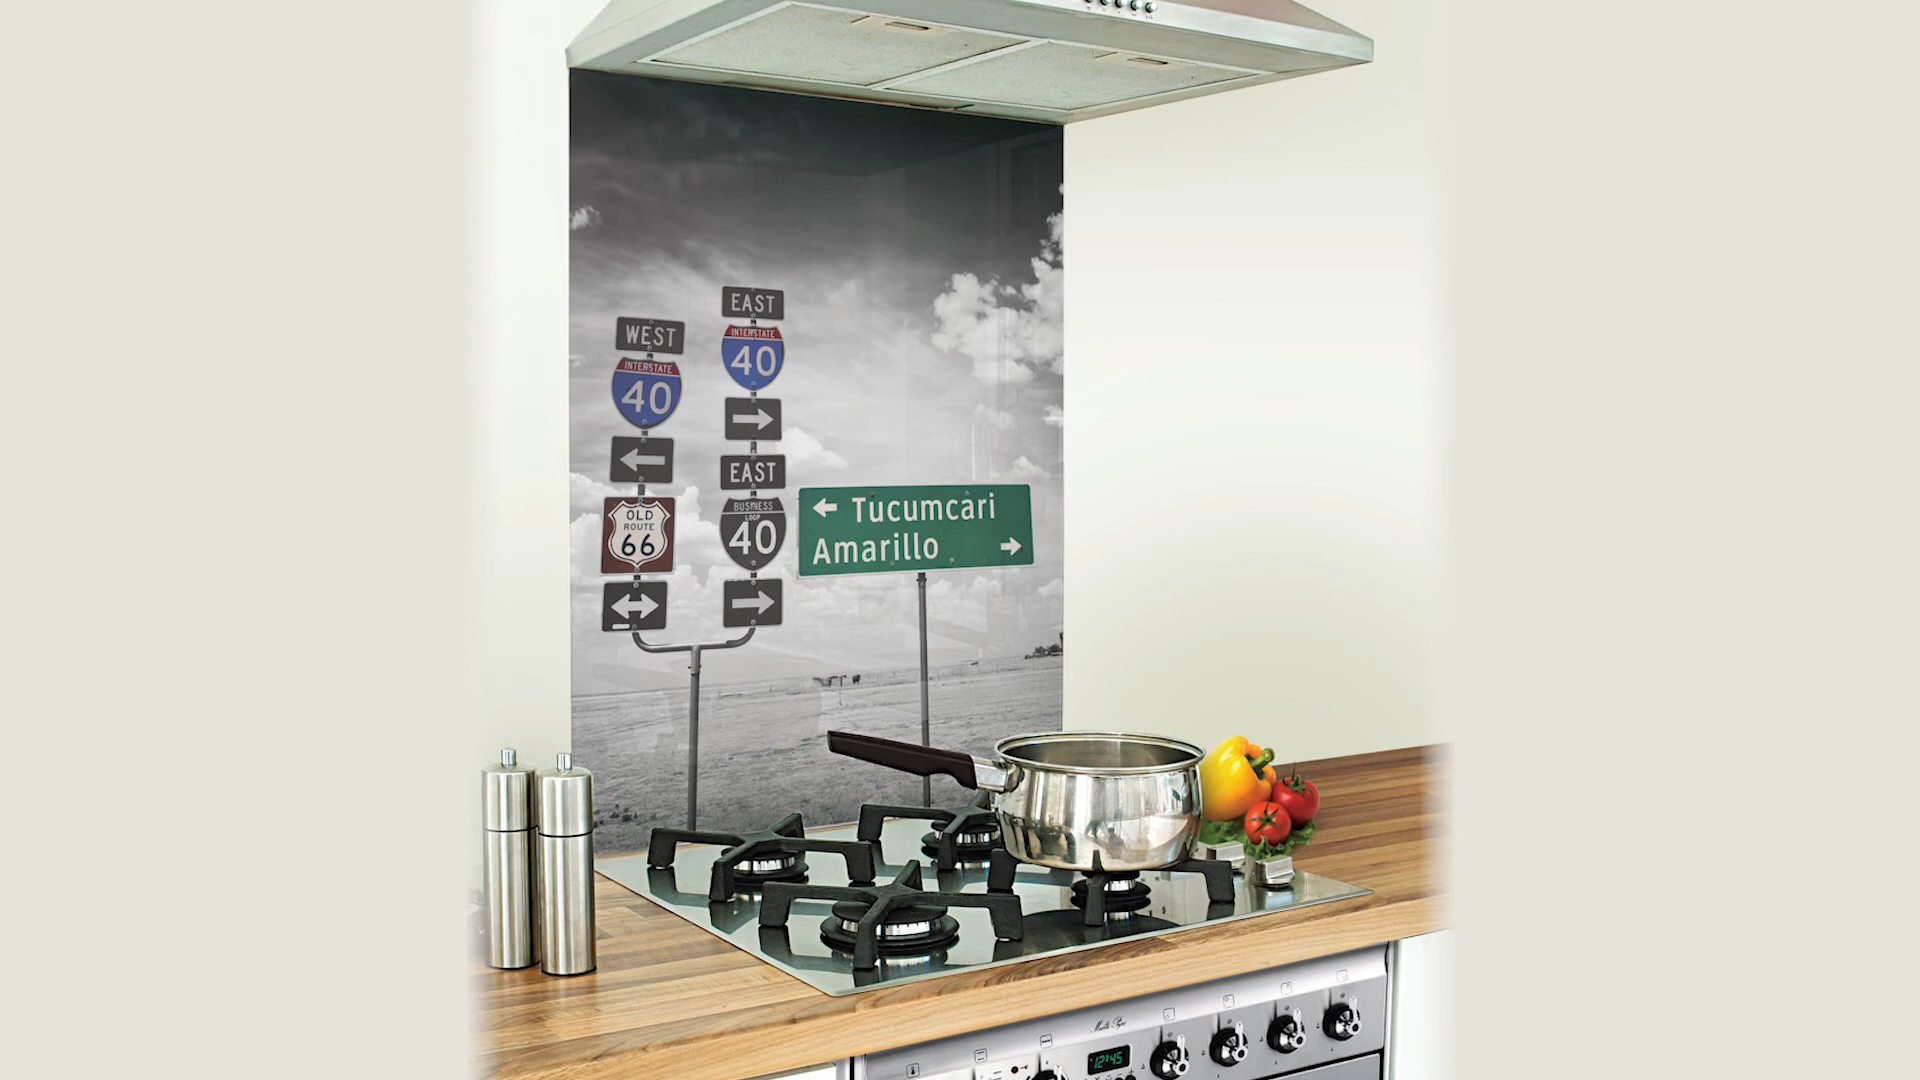 WEST
INTERSTATE
40
OLD
ROUTE
66
EAST
INTERSTATE
40
EAST
BUSINESS
LOOP
40
← Tucumcari
Amarillo →
12:45